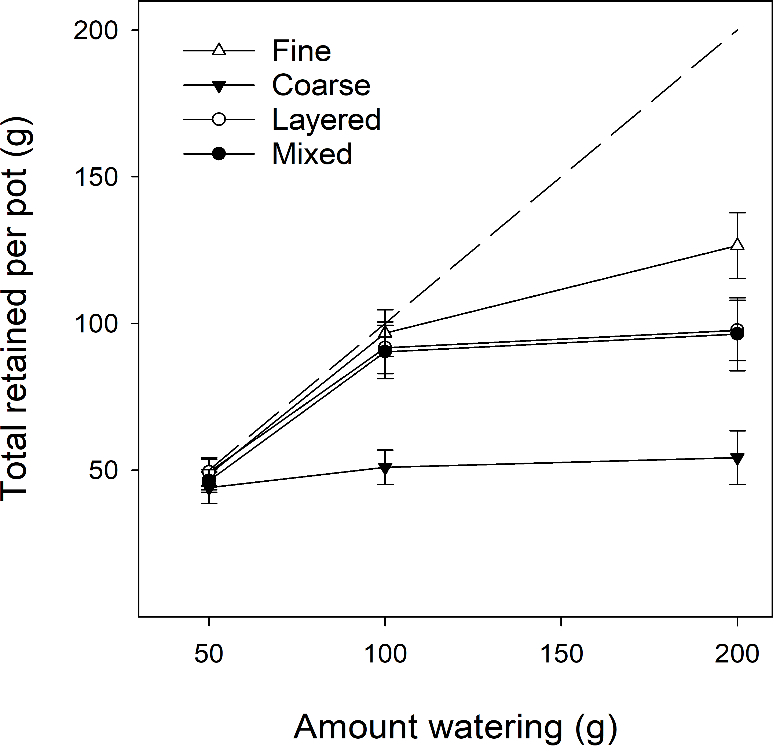 Total retained per pot (g)
200
150
100
50
Fine
Coarse
Layered
Mixed
50
100
150
200
Amount watering (g)